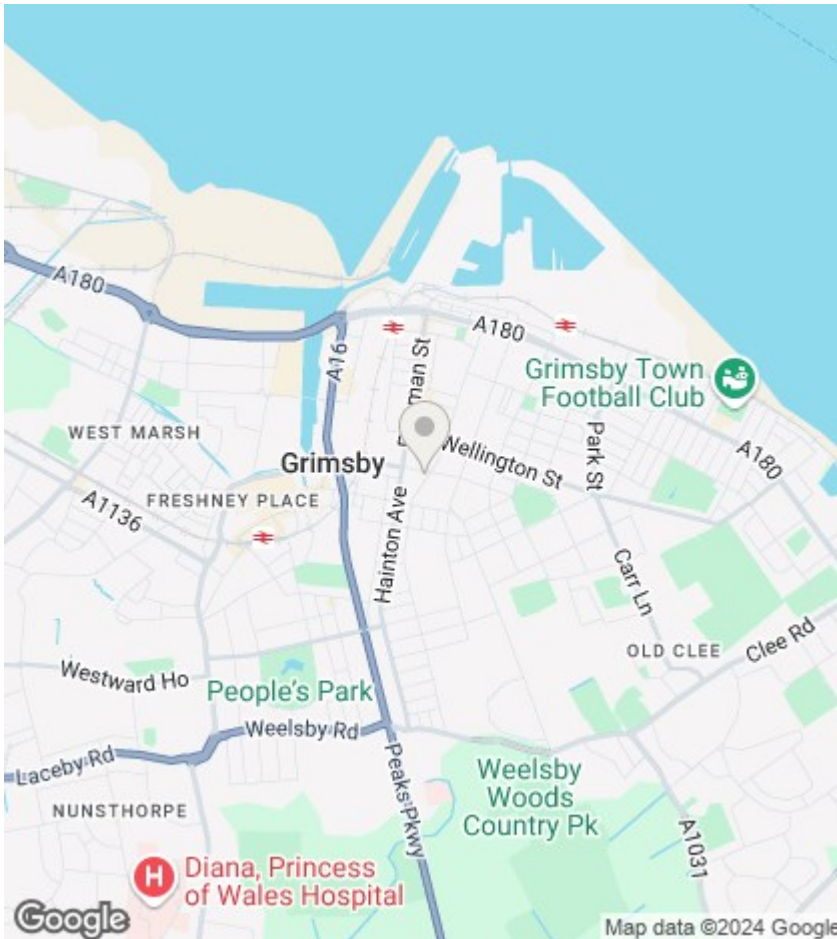 A180
A16
A180
Grimsby Town
Football Club
WEST MARSH
Wellington St
Park St
A180
Grimsby
A1136
FRESHNEY PLACE
Hainton Ave
Carr Ln
OLD CLEE
Clee Rd
Westward Ho
People's Park
Weelsby Rd
Laceby Rd
Peaks Pkwy
Weelsby
Woods
Country Pk
NUNSTHORPE
A1031
H
Diana, Princess
of Wales Hospital
Google
Map data ©2024 Google